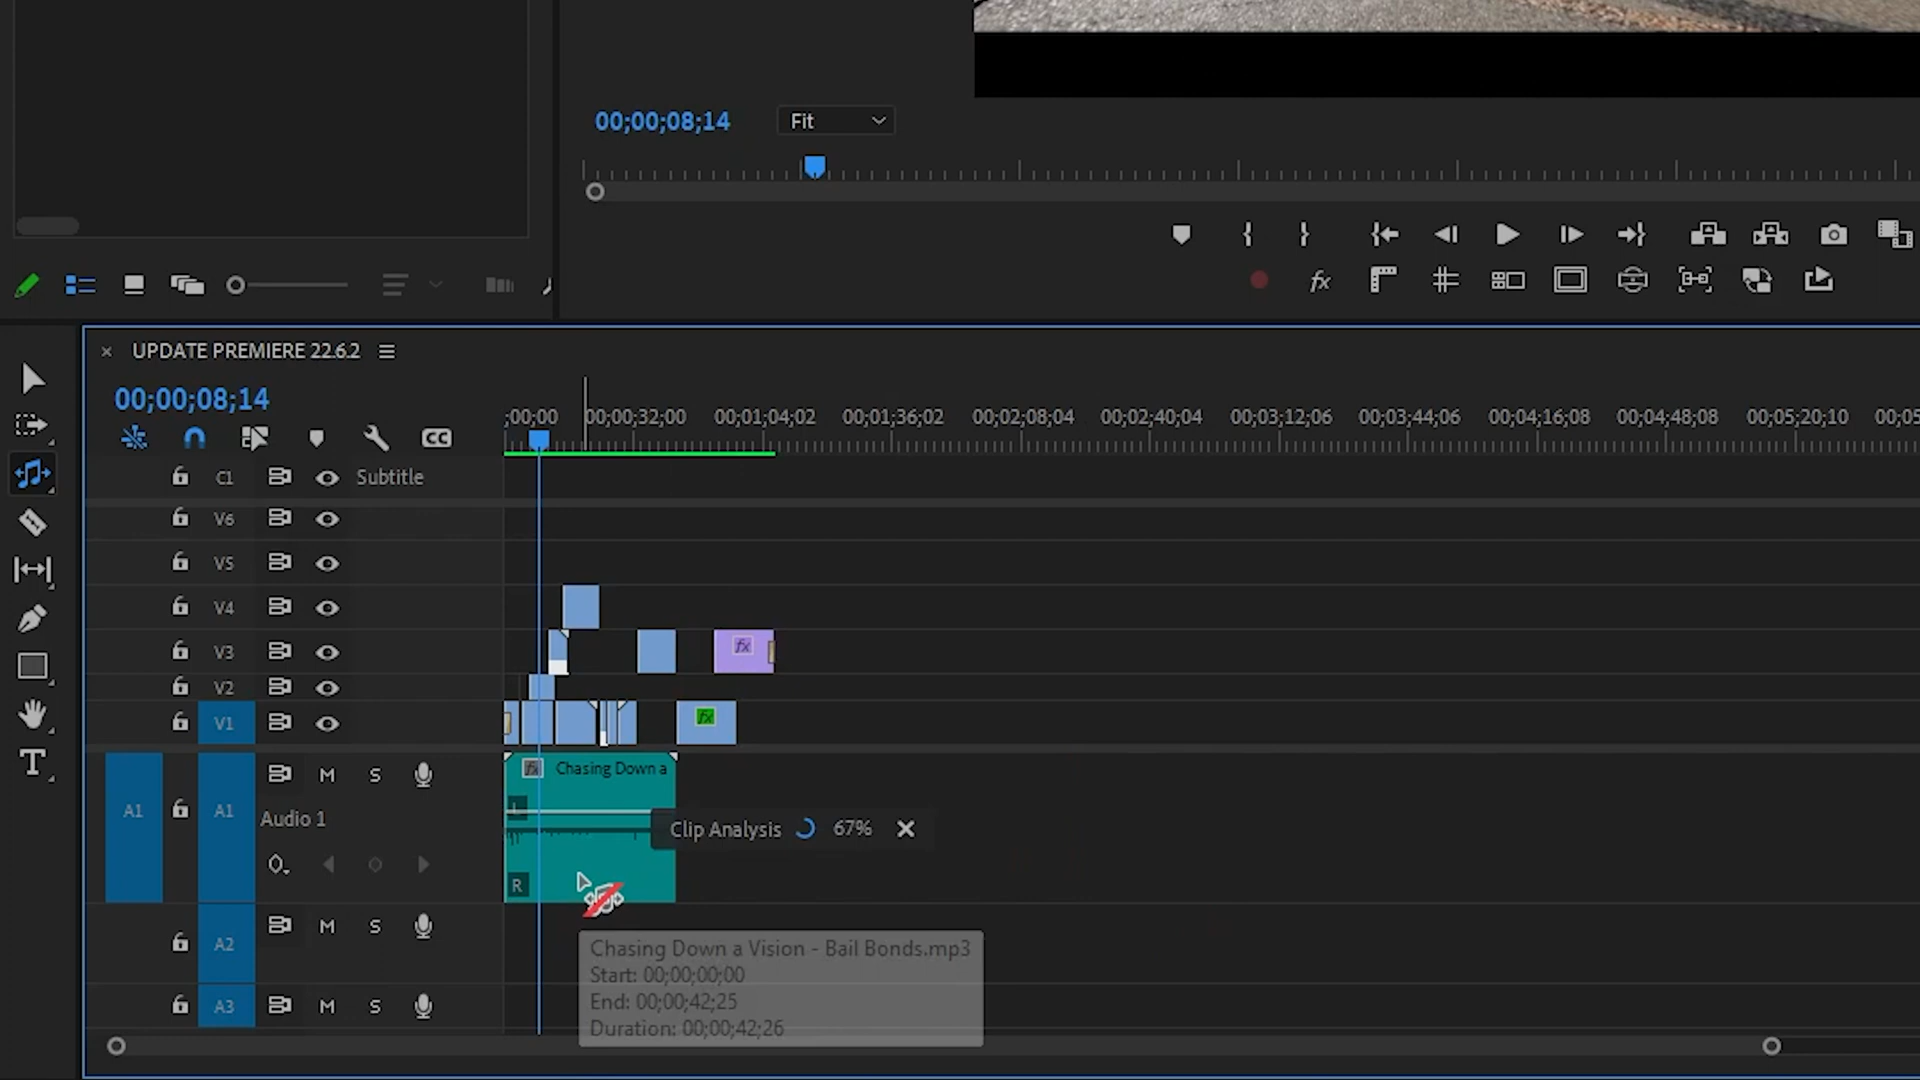 00;00;08;14
Fit
UPDATE PREMIERE 22.6.2
00;00;08;14
;00;00
00;00;32;00
00;01;04;02
00;01;36;02
00;02;08;04
00;02;40;04
00;03;12;06
00;03;44;06
00;04;16;08
00;04;48;08
00;05;20;10
00;05
CC
C1
Subtitle
V6
V5
V4
V3
fx
V2
V1
fx
A1
A1
M
S
Audio 1
fx
Chasing Down a
L
Clip Analysis
67%
R
A2
M
S
Chasing Down a Vision - Bail Bonds.mp3
Start: 00;00;00;00
End: 00;00;42;25
Duration: 00;00;42;26
A3
M
S
fx
T